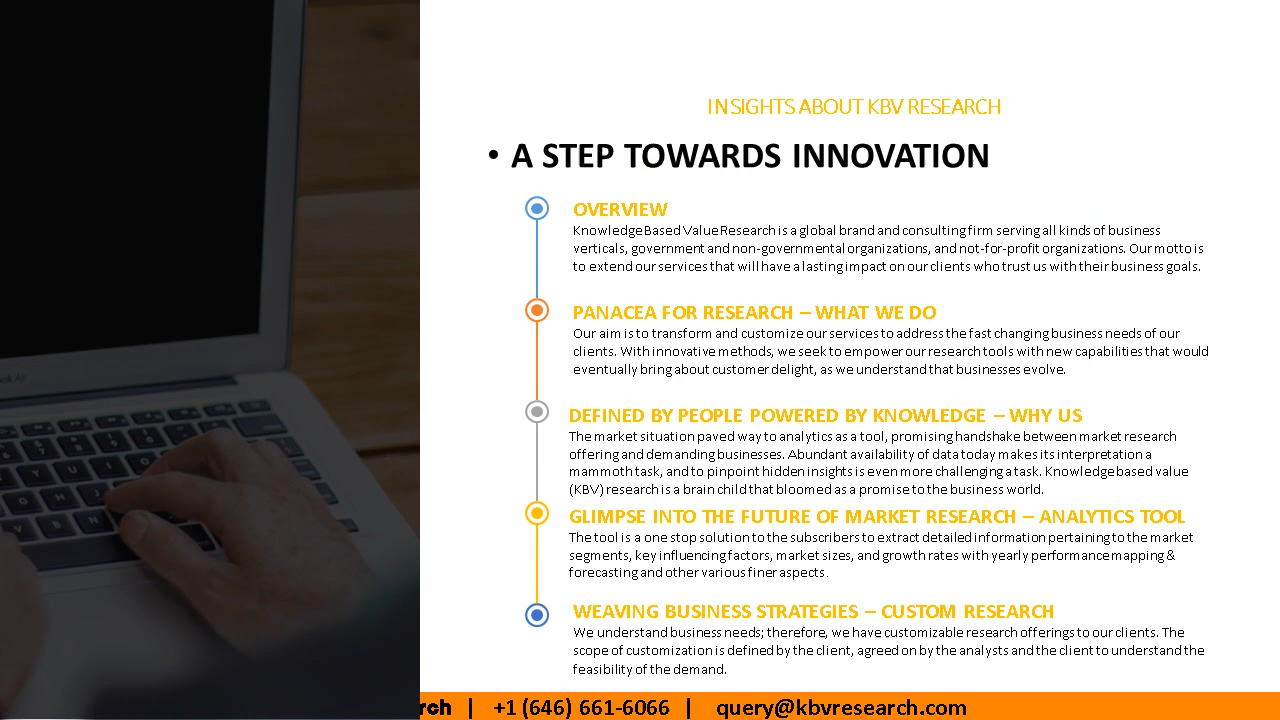 INSIGHTS ABOUT KBV RESEARCH
• A STEP TOWARDS INNOVATION
OVERVIEW
Knowledge Based Value Research is a global brand and consulting firm serving all kinds of business
verticals, government and non-governmental organizations, and not-for-profit organizations. Our motto is
to extend our services that will have a lasting impact on our clients who trust us with their business goals.
PANACEA FOR RESEARCH – WHAT WE DO
Our aim is to transform and customize our services to address the fast changing business needs of our
clients. With innovative methods, we seek to empower our research tools with new capabilities that would
eventually bring about customer delight, as we understand that businesses evolve.
DEFINED BY PEOPLE POWERED BY KNOWLEDGE – WHY US
The market situation paved way to analytics as a tool, promising handshake between market research
offering and demanding businesses. Abundant availability of data today makes its interpretation a
mammoth task, and to pinpoint hidden insights is even more challenging a task. Knowledge based value
(KBV) research is a brain child that bloomed as a promise to the business world.
GLIMPSE INTO THE FUTURE OF MARKET RESEARCH – ANALYTICS TOOL
The tool is a one stop solution to the subscribers to extract detailed information pertaining to the market
segments, key influencing factors, market sizes, and growth rates with yearly performance mapping &
forecasting and other various finer aspects.
WEAVING BUSINESS STRATEGIES – CUSTOM RESEARCH
We understand business needs; therefore, we have customizable research offerings to our clients. The
scope of customization is defined by the client, agreed on by the analysts and the client to understand the
feasibility of the demand.
rch | +1 (646) 661-6066 | query@kbvresearch.com